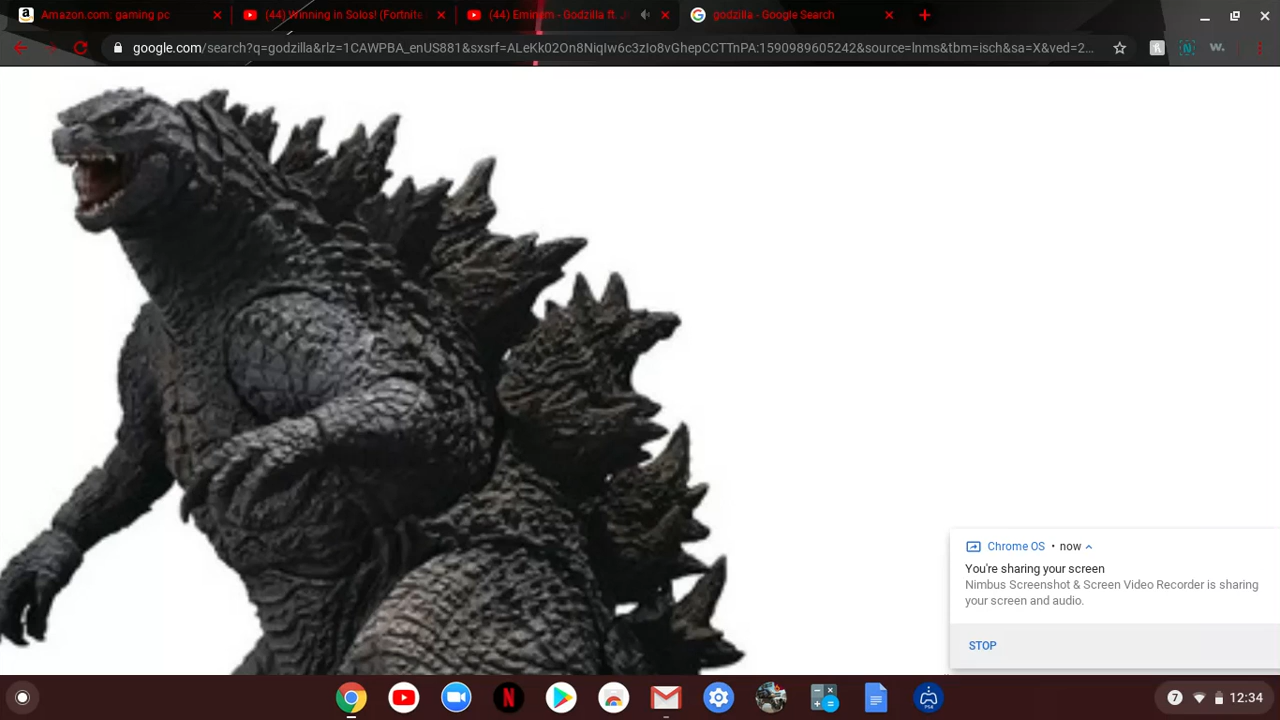 Amazon.com: gaming pc
(44) Winning in Solos! (Fortnite
(44) Eminem - Godzilla ft. J
godzilla - Google Search
google.com/search?q=godzilla&rlz=1CAWPBA_enUS881&sxsrf=ALeKk02On8NiqIw6c3zIo8vGhepCCTTnPA:1590989605242&source=lnms&tbm=isch&sa=X&ved=2...
Chrome OS • now
You're sharing your screen
Nimbus Screenshot & Screen Video Recorder is sharing
your screen and audio.
STOP
7 12:34